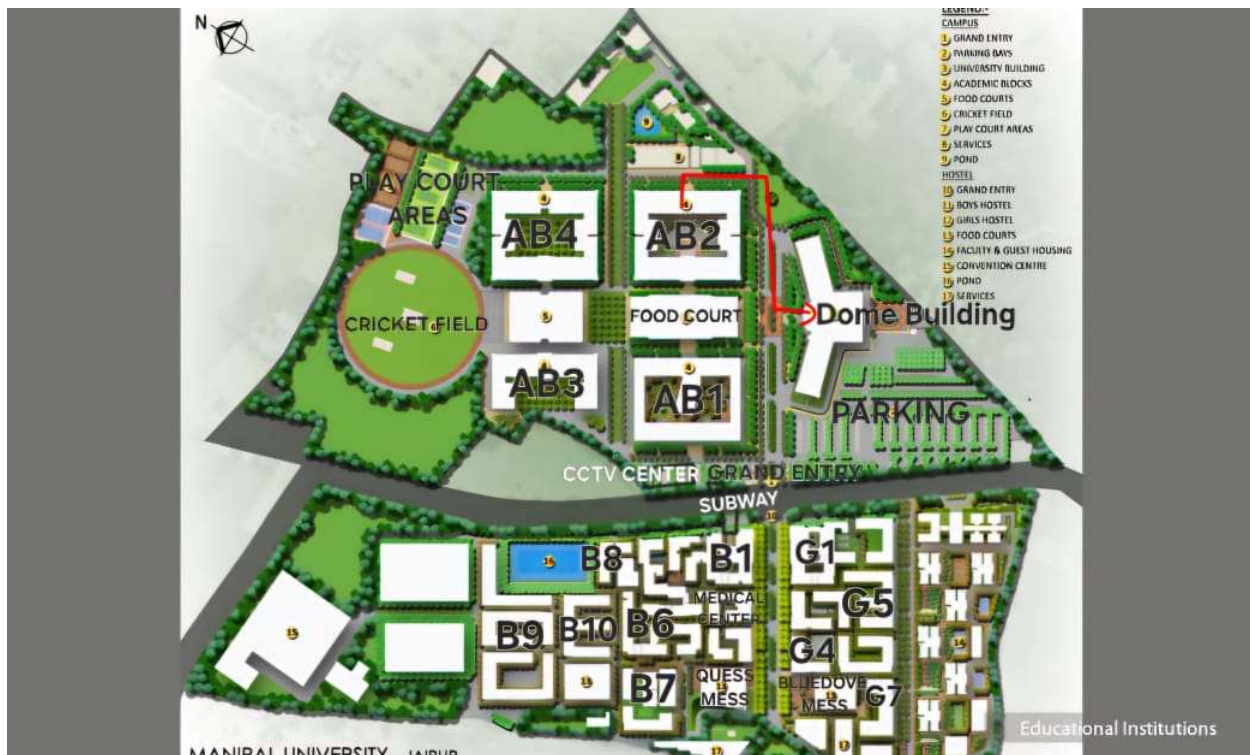 N
LEGEND:-
CAMPUS
1 GRAND ENTRY
2 PARKING BAYS
3 UNIVERSITY BUILDING
4 ACADEMIC BLOCKS
5 FOOD COURTS
6 CRICKET FIELD
7 PLAY COURT AREAS
8 SERVICES
9 POND
HOSTEL
10 GRAND ENTRY
11 BOYS HOSTEL
12 GIRLS HOSTEL
13 FOOD COURTS
14 FACULTY & GUEST HOUSING
15 CONVENTION CENTRE
16 POND
17 SERVICES
PLAY COURT
AREAS
AB4
AB2
CRICKET FIELD
FOOD COURT
Dome Building
AB3
AB1
PARKING
CCTV CENTER GRAND ENTRY
SUBWAY
B8
B1
G1
MEDICAL
CENTER
G5
B9
B10
B6
G4
B7
QUESS
MESS
BLUEDOVE
MESS
G7
Educational Institutions
MANIPAL UNIVERSITY JAIPUR